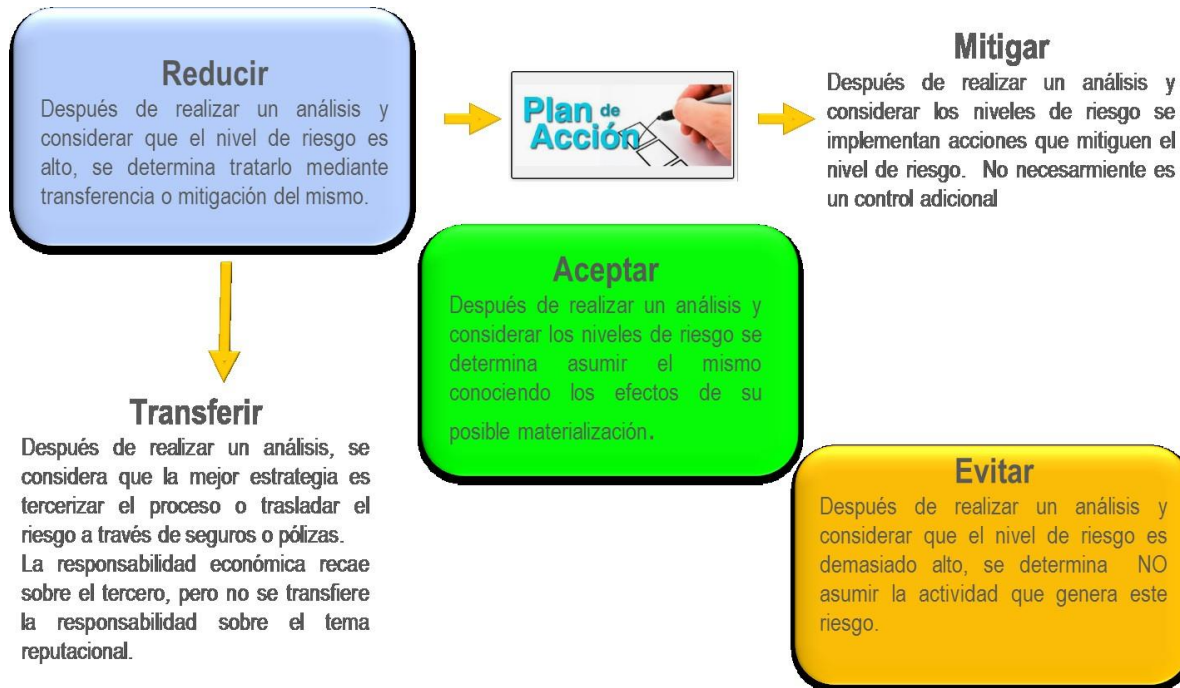 Reducir
Después de realizar un análisis y
considerar que el nivel de riesgo es
alto, se determina tratarlo mediante
transferencia o mitigación del mismo.
Plan de
Acción
Mitigar
Después de realizar un análisis y
considerar los niveles de riesgo se
implementan acciones que mitiguen el
nivel de riesgo. No necesarmiente es
un control adicional
Aceptar
Después de realizar un análisis y
considerar los niveles de riesgo se
determina asumir el mismo
conociendo los efectos de su
posible materialización.
Transferir
Después de realizar un análisis, se
considera que la mejor estrategia es
tercerizar el proceso o trasladar el
riesgo a través de seguros o pólizas.
La responsabilidad económica recae
sobre el tercero, pero no se transfiere
la responsabilidad sobre el tema
reputacional.
Evitar
Después de realizar un análisis y
considerar que el nivel de riesgo es
demasiado alto, se determina NO
asumir la actividad que genera este
riesgo.